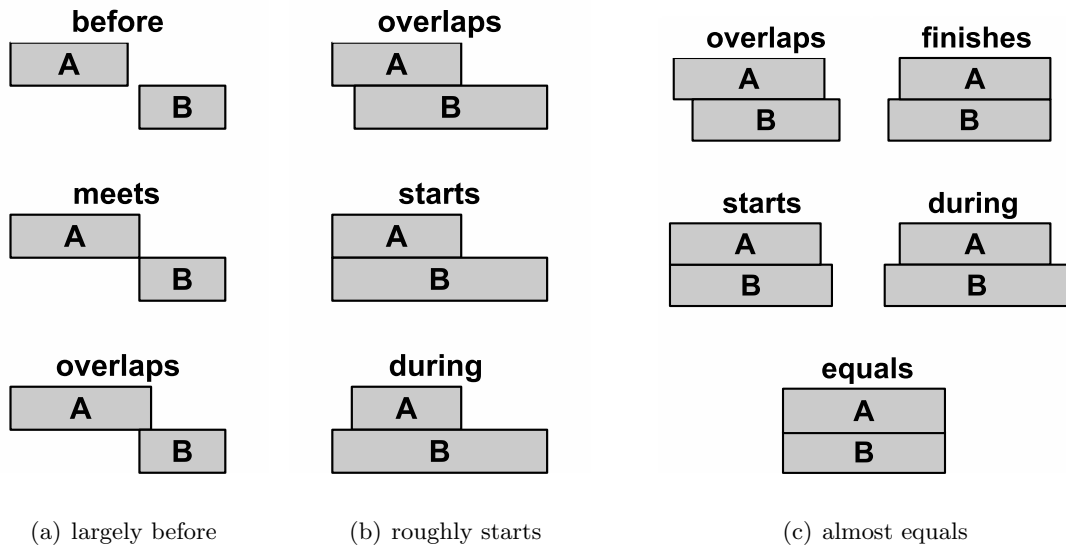 before
A
B
meets
A
B
overlaps
A
B
(a) largely before
overlaps
A
B
starts
A
B
during
A
B
(b) roughly starts
overlaps
A
B
finishes
A
B
starts
A
B
during
A
B
equals
A
B
(c) almost equals